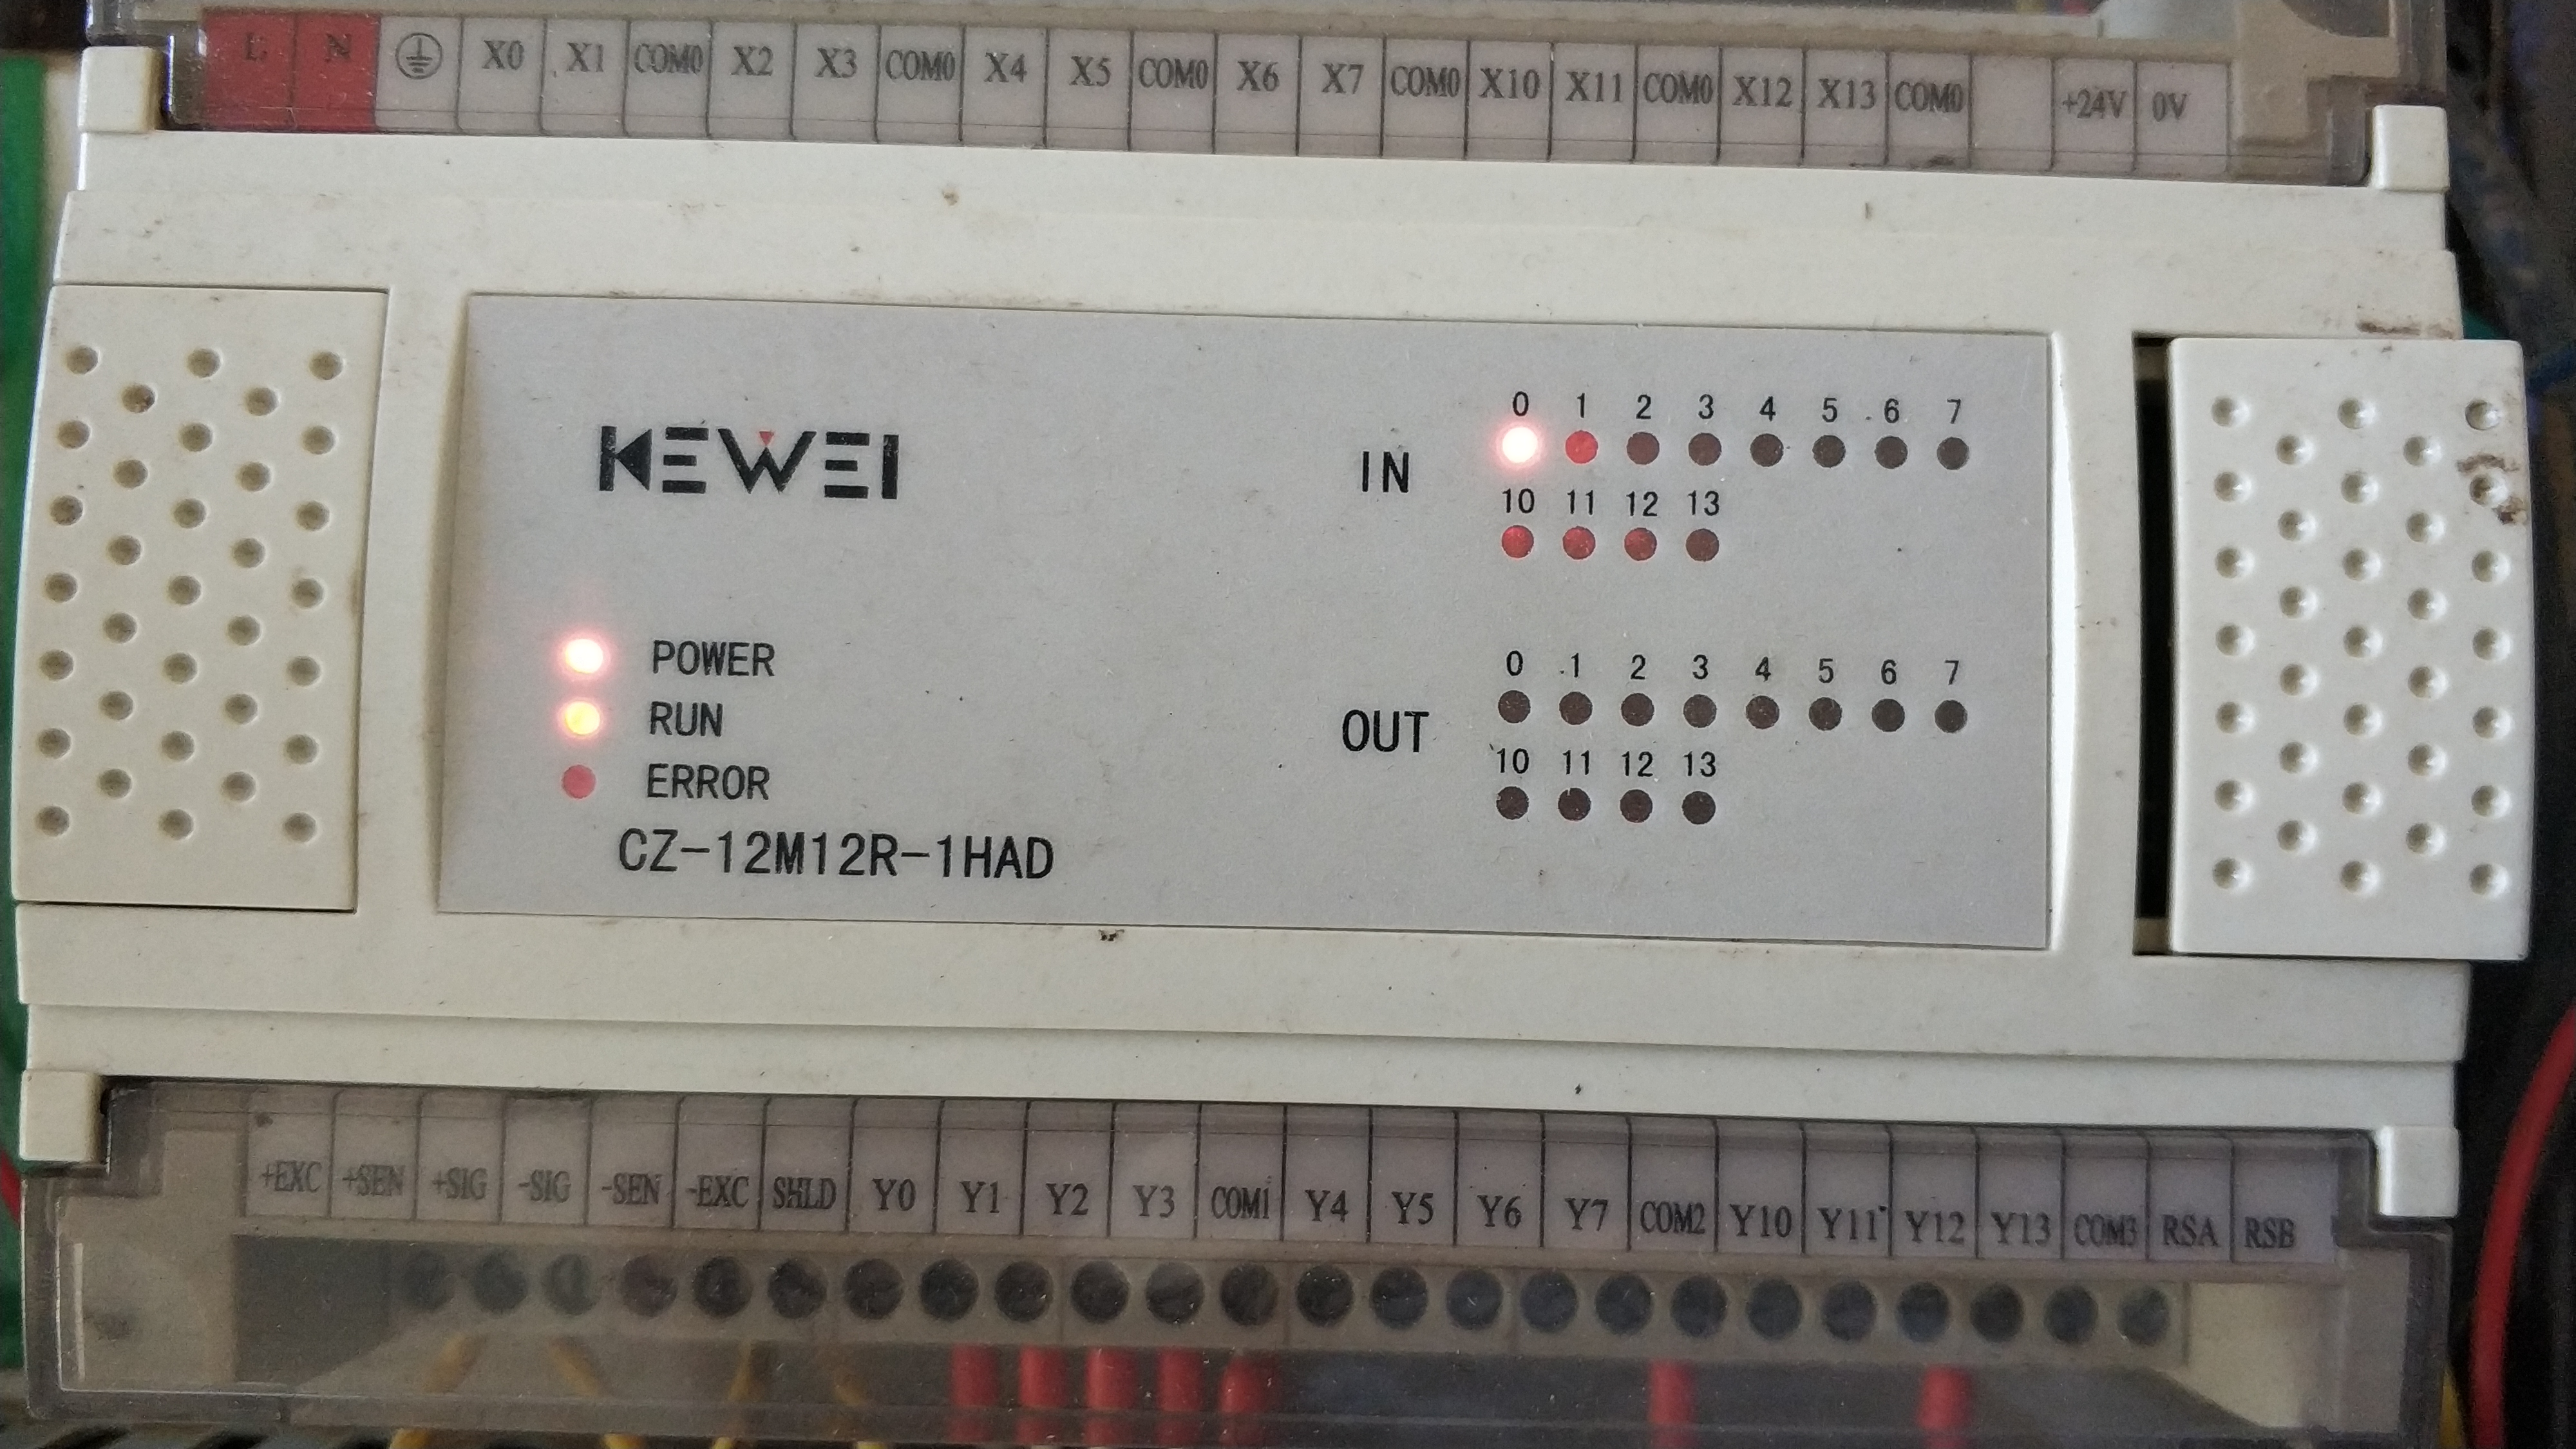 L N X0 X1 COM0 X2 X3 COM0 X4 X5 COM0 X6 X7 COM0 X10 X11 COM0 X12 X13 COM0 +24V 0V
KEWEI
IN
0 1 2 3 4 5 6 7
10 11 12 13
POWER
RUN
ERROR
CZ-12M12R-1HAD
OUT
0 1 2 3 4 5 6 7
10 11 12 13
+EXC +SEN +SIG -SIG -SEN -EXC SHLD Y0 Y1 Y2 Y3 COM1 Y4 Y5 Y6 Y7 COM2 Y10 Y11 Y12 Y13 COM3 RSA RSB